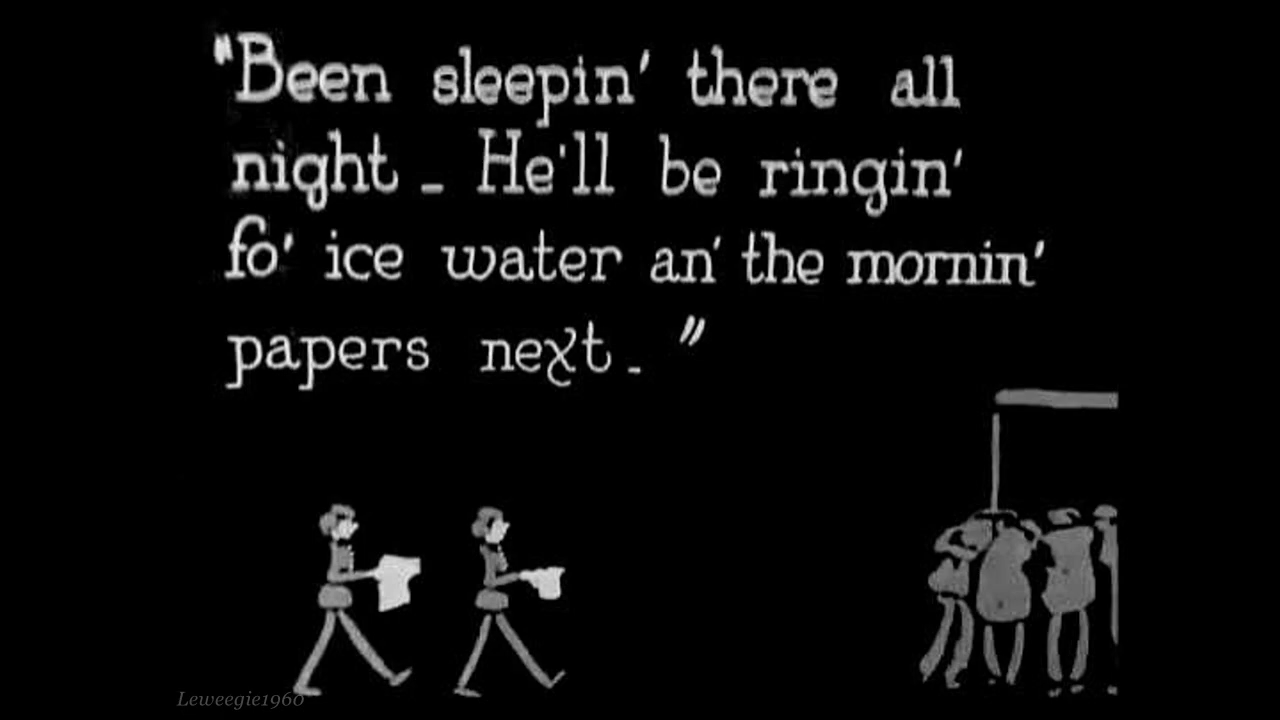 "Been sleepin' there all
night - He'll be ringin'
fo' ice water an' the mornin'
papers next - "
Leweegie1960